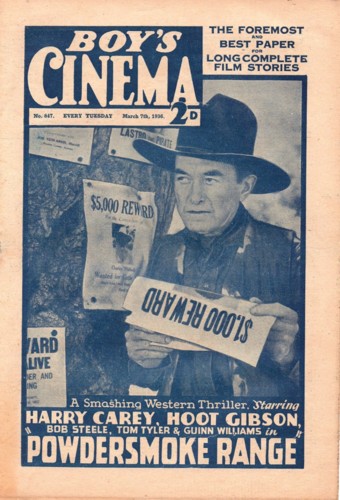 BOY'S
CINEMA
2D
THE FOREMOST
AND
BEST PAPER
FOR
LONG COMPLETE
FILM STORIES
No. 847. EVERY TUESDAY March 7th, 1936.
$5,000 REWARD
$1,000 REWARD
ARD
LIVE
A Smashing Western Thriller, Starring
HARRY CAREY, HOOT GIBSON,
BOB STEELE, TOM TYLER & GUINN WILLIAMS in
"POWDERSMOKE RANGE"